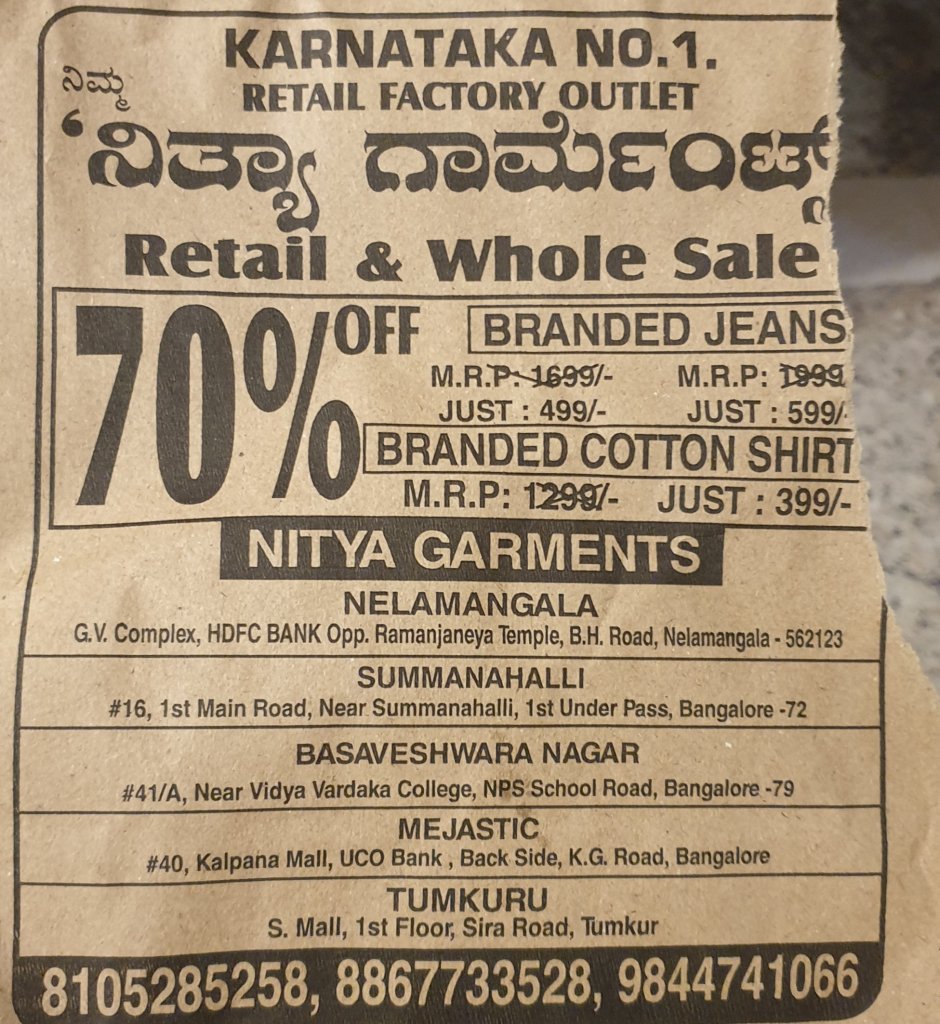 KARNATAKA NO.1.
ನಿಮ್ಮ
RETAIL FACTORY OUTLET
‘ನಿತ್ಯಾ ಗಾರ್ಮೆಂಟ್ಸ್
Retail & Whole Sale
70% OFF
BRANDED JEANS
M.R.P: 1699/- M.R.P: 1999
JUST : 499/- JUST : 599/-
BRANDED COTTON SHIRT
M.R.P: 1299/- JUST : 399/-
NITYA GARMENTS
NELAMANGALA
G.V. Complex, HDFC BANK Opp. Ramanjaneya Temple, B.H. Road, Nelamangala - 562123
SUMMANAHALLI
#16, 1st Main Road, Near Summanahalli, 1st Under Pass, Bangalore -72
BASAVESHWARA NAGAR
#41/A, Near Vidya Vardaka College, NPS School Road, Bangalore -79
MEJASTIC
#40, Kalpana Mall, UCO Bank , Back Side, K.G. Road, Bangalore
TUMKURU
S. Mall, 1st Floor, Sira Road, Tumkur
8105285258, 8867733528, 9844741066